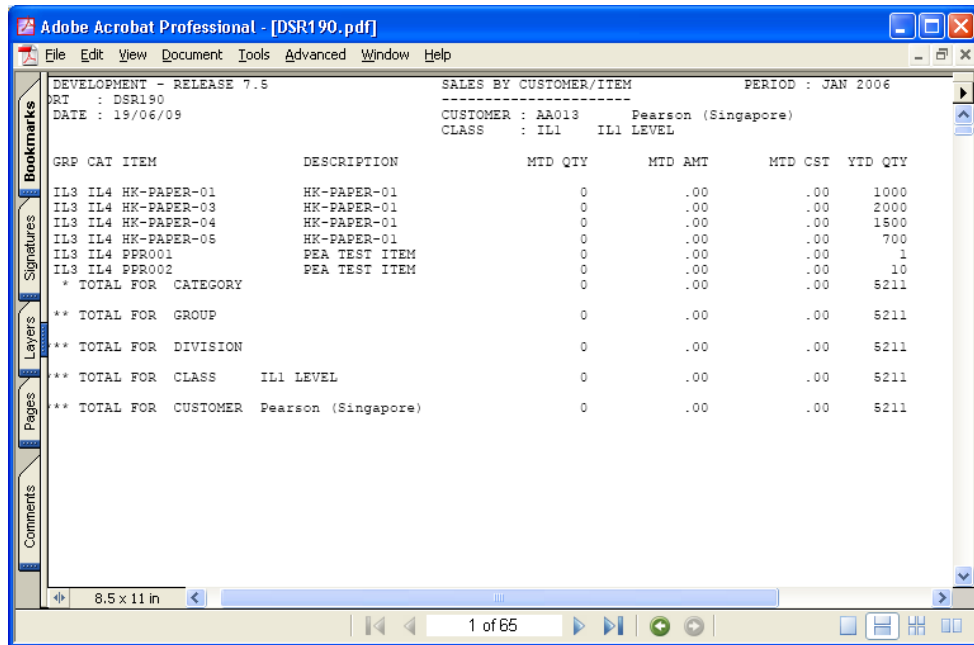 Adobe Acrobat Professional - [DSR190.pdf]
File Edit View Document Tools Advanced Window Help
DEVELOPMENT - RELEASE 7.5 SALES BY CUSTOMER/ITEM PERIOD : JAN 2006
ORT : DSR190 ----------------------
DATE : 19/06/09 CUSTOMER : AA013 Pearson (Singapore)
CLASS : IL1 IL1 LEVEL
GRP CAT ITEM DESCRIPTION MTD QTY MTD AMT MTD CST YTD QTY
IL3 IL4 HK-PAPER-01 HK-PAPER-01 0 .00 .00 1000
IL3 IL4 HK-PAPER-03 HK-PAPER-01 0 .00 .00 2000
IL3 IL4 HK-PAPER-04 HK-PAPER-01 0 .00 .00 1500
IL3 IL4 HK-PAPER-05 HK-PAPER-01 0 .00 .00 700
IL3 IL4 PPR001 PEA TEST ITEM 0 .00 .00 1
IL3 IL4 PPR002 PEA TEST ITEM 0 .00 .00 10
* TOTAL FOR CATEGORY 0 .00 .00 5211
** TOTAL FOR GROUP 0 .00 .00 5211
*** TOTAL FOR DIVISION 0 .00 .00 5211
*** TOTAL FOR CLASS IL1 LEVEL 0 .00 .00 5211
*** TOTAL FOR CUSTOMER Pearson (Singapore) 0 .00 .00 5211
Bookmarks
Signatures
Layers
Pages
Comments
8.5 x 11 in
1 of 65